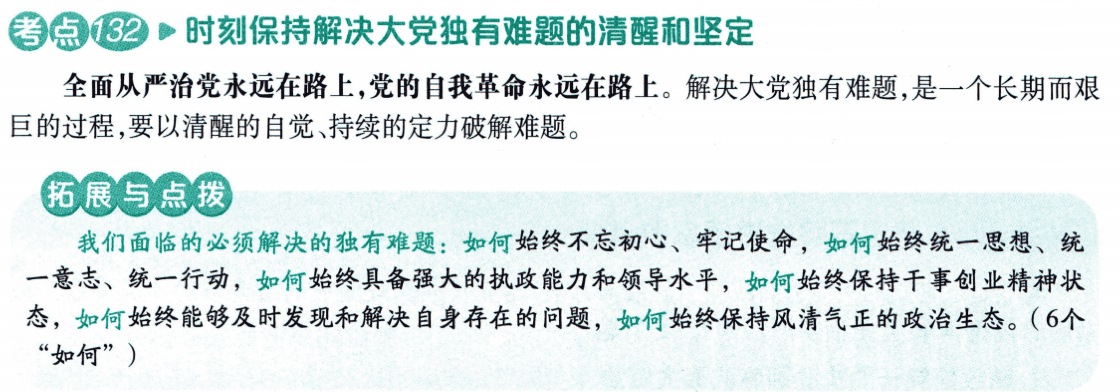 考点132 ▶ 时刻保持解决大党独有难题的清醒和坚定
全面从严治党永远在路上,党的自我革命永远在路上。解决大党独有难题,是一个长期而艰
巨的过程,要以清醒的自觉、持续的定力破解难题。
拓展与点拨
我们面临的必须解决的独有难题：如何始终不忘初心、牢记使命，如何始终统一思想、统
一意志、统一行动，如何始终具备强大的执政能力和领导水平，如何始终保持干事创业精神状
态，如何始终能够及时发现和解决自身存在的问题，如何始终保持风清气正的政治生态。（6个
“如何”）